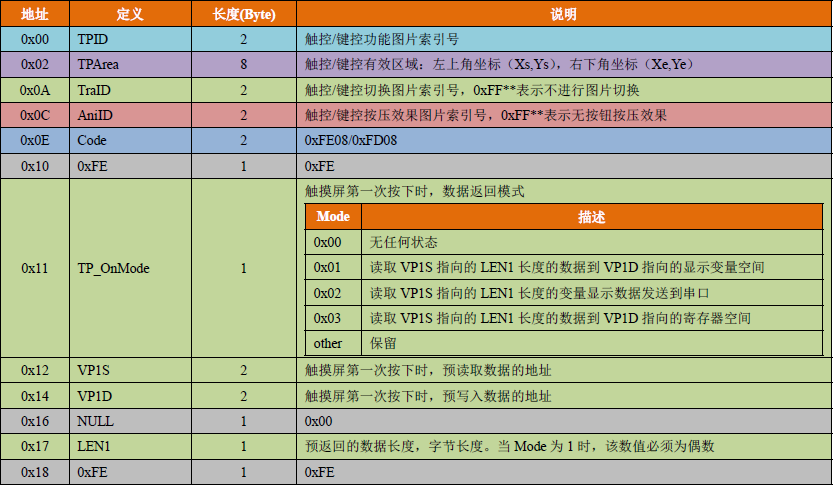 地址 定义 长度(Byte) 说明
0x00 TPID 2 触控/键控功能图片索引号
0x02 TPArea 8 触控/键控有效区域：左上角坐标（Xs,Ys），右下角坐标（Xe,Ye）
0x0A TraID 2 触控/键控切换图片索引号，0xFF**表示不进行图片切换
0x0C AniID 2 触控/键控按压效果图片索引号，0xFF**表示无按钮按压效果
0x0E Code 2 0xFE08/0xFD08
0x10 0xFE 1 0xFE
0x11 TP_OnMode 1 触摸屏第一次按下时，数据返回模式
Mode 描述
0x00 无任何状态
0x01 读取 VP1S 指向的 LEN1 长度的数据到 VP1D 指向的显示变量空间
0x02 读取 VP1S 指向的 LEN1 长度的变量显示数据发送到串口
0x03 读取 VP1S 指向的 LEN1 长度的数据到 VP1D 指向的寄存器空间
other 保留
0x12 VP1S 2 触摸屏第一次按下时，预读取数据的地址
0x14 VP1D 2 触摸屏第一次按下时，预写入数据的地址
0x16 NULL 1 0x00
0x17 LEN1 1 预返回的数据长度，字节长度。当 Mode 为 1 时，该数值必须为偶数
0x18 0xFE 1 0xFE